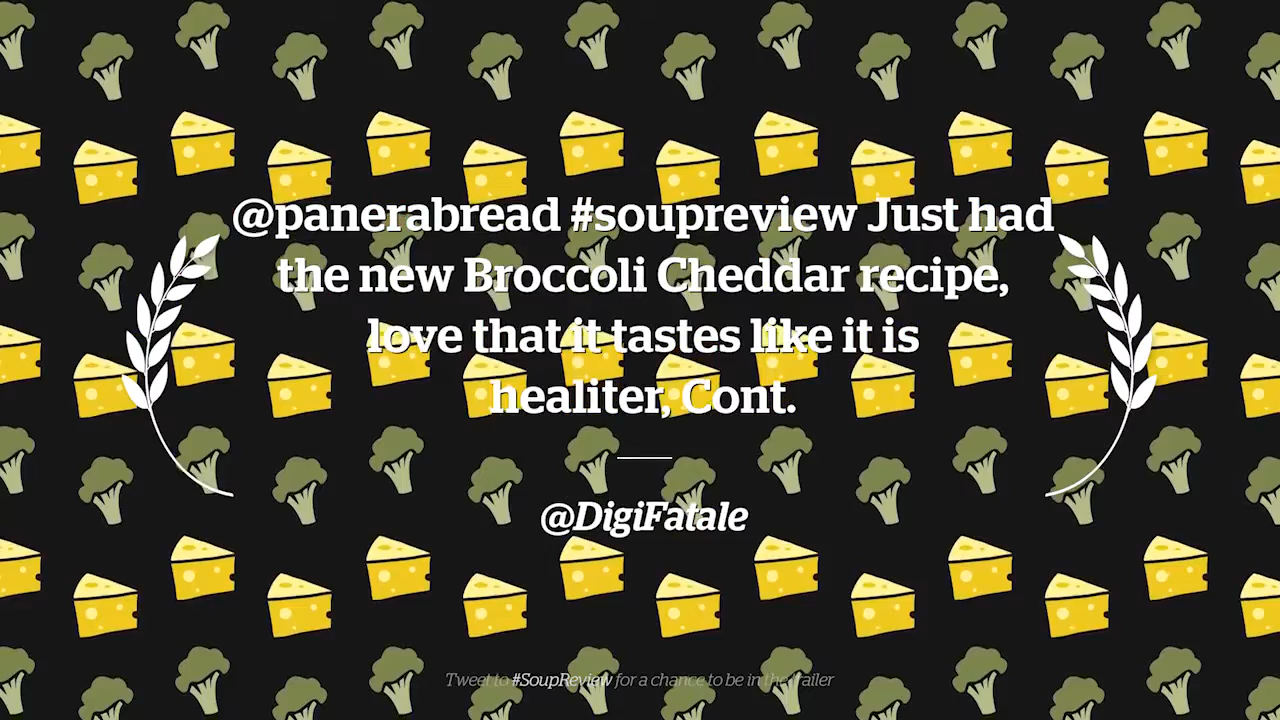 @panerabread #soupreview Just had
the new Broccoli Cheddar recipe,
love that it tastes like it is
healiter, Cont.
@DigiFatale
Tweet to #SoupReview for a chance to be in the trailer